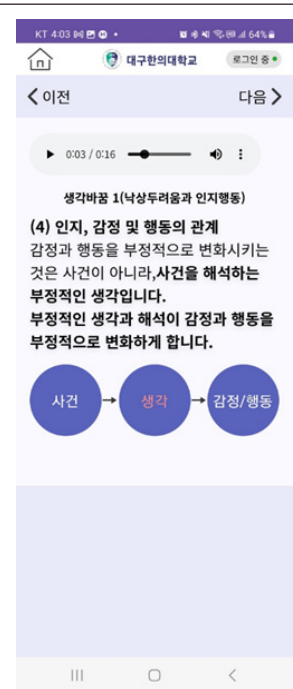 KT 4:03
64%
대구한의대학교
로그인 중
이전
다음
0:03 / 0:16
생각바꿈 1(낙상두려움과 인지행동)
(4) 인지, 감정 및 행동의 관계
감정과 행동을 부정적으로 변화시키는
것은 사건이 아니라,사건을 해석하는
부정적인 생각입니다.
부정적인 생각과 해석이 감정과 행동을
부정적으로 변화하게 합니다.
사건 → 생각 → 감정/행동